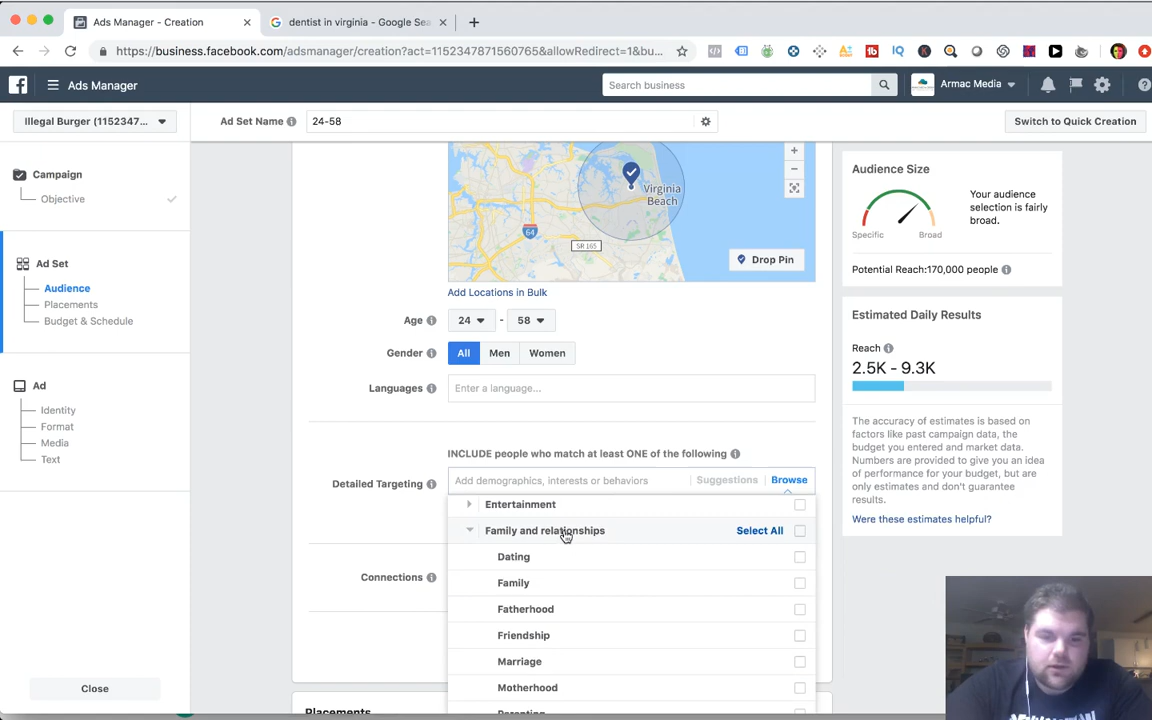 Ads Manager - Creation
dentist in virginia - Google Sea
https://business.facebook.com/adsmanager/creation?act=1152347871560765&allowRedirect=1&bu...
Ads Manager
Search business
Armac Media
Illegal Burger (1152347...
Ad Set Name
24-58
Switch to Quick Creation
Campaign
Objective
Ad Set
Audience
Placements
Budget & Schedule
Ad
Identity
Format
Media
Text
Close
Virginia
Beach
64
SR 165
Drop Pin
Add Locations in Bulk
Age
24 - 58
Gender
All Men Women
Languages
Enter a language...
INCLUDE people who match at least ONE of the following
Detailed Targeting
Add demographics, interests or behaviors Suggestions Browse
Entertainment
Family and relationships Select All
Dating
Family
Fatherhood
Friendship
Marriage
Motherhood
Parenting
Connections
Placements
Audience Size
Specific Broad
Your audience
selection is fairly
broad.
Potential Reach:170,000 people
Estimated Daily Results
Reach
2.5K - 9.3K
The accuracy of estimates is based on
factors like past campaign data, the
budget you entered and market data.
Numbers are provided to give you an idea
of performance for your budget, but are
only estimates and don't guarantee
results.
Were these estimates helpful?